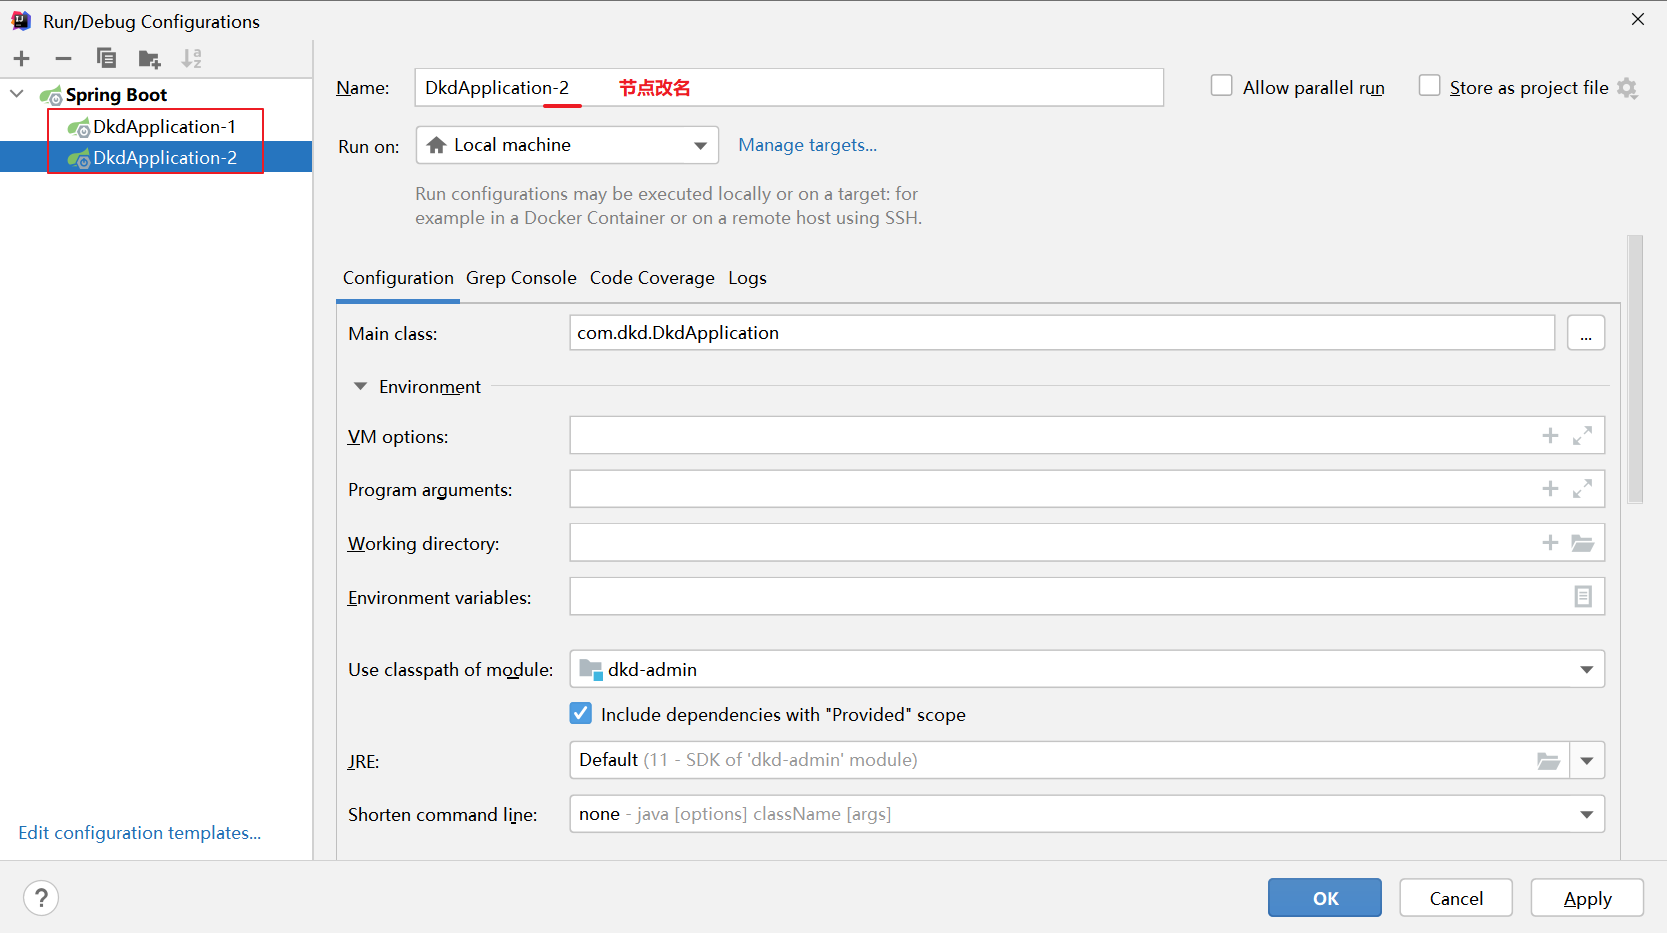 Run/Debug Configurations
Spring Boot
DkdApplication-1
DkdApplication-2
Edit configuration templates...
Name: DkdApplication-2 节点改名 Allow parallel run Store as project file
Run on: Local machine Manage targets...
Run configurations may be executed locally or on a target: for
example in a Docker Container or on a remote host using SSH.
Configuration Grep Console Code Coverage Logs
Main class: com.dkd.DkdApplication ...
Environment
VM options:
Program arguments:
Working directory:
Environment variables:
Use classpath of module: dkd-admin
Include dependencies with "Provided" scope
JRE: Default (11 - SDK of 'dkd-admin' module)
Shorten command line: none - java [options] className [args]
? OK Cancel Apply